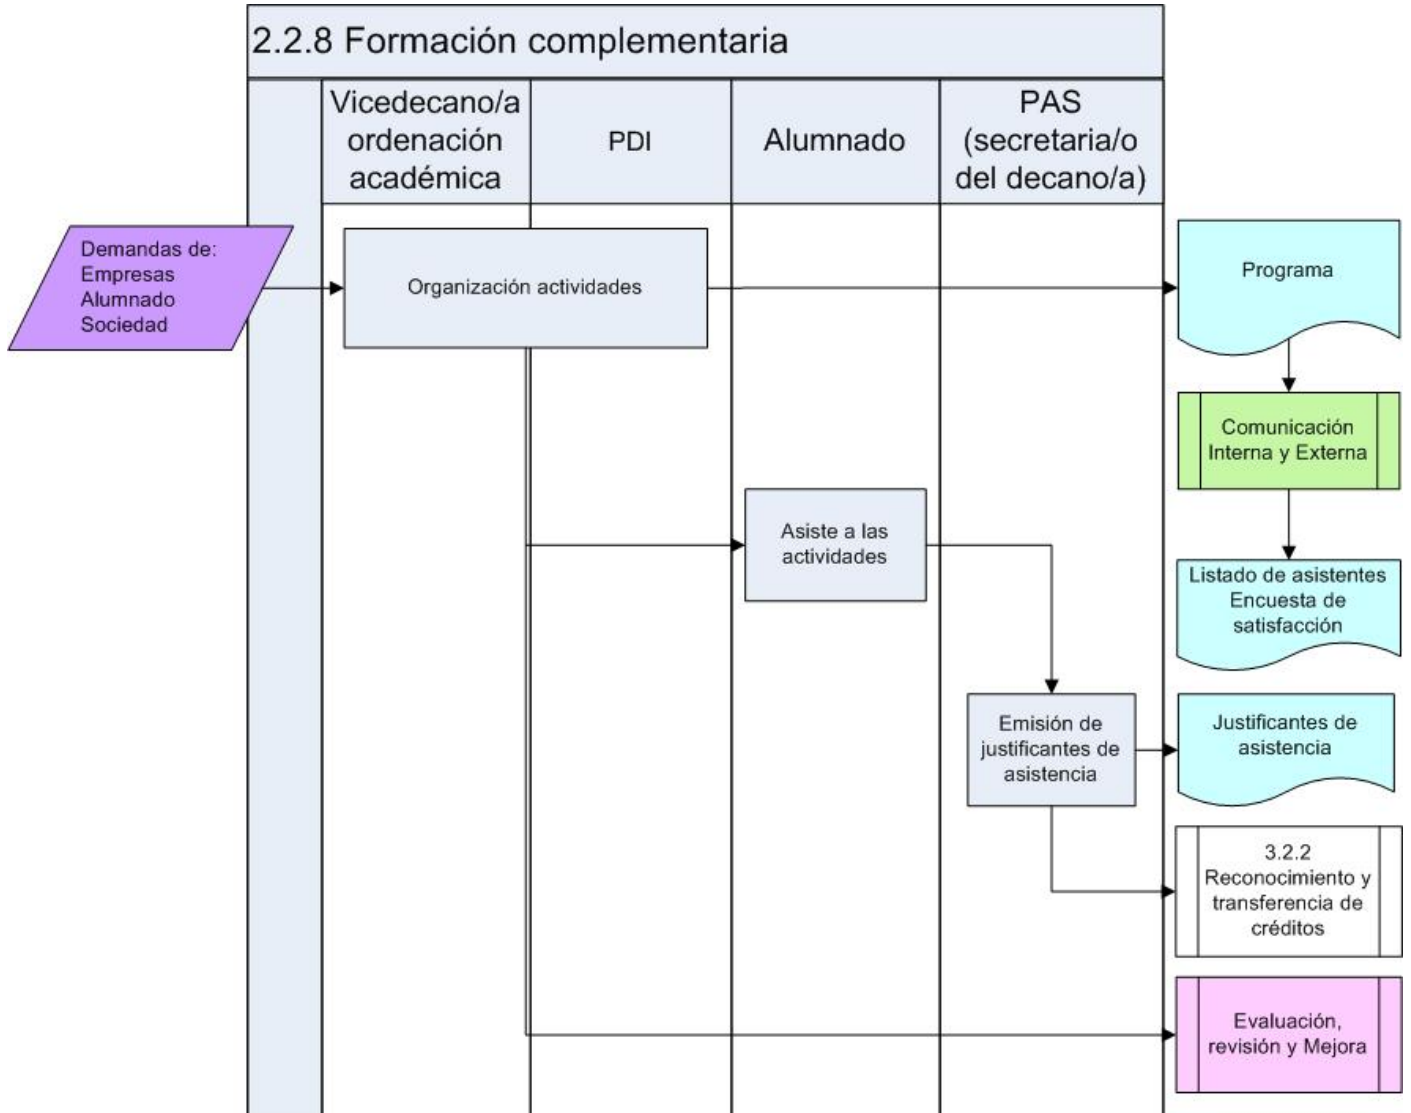 2.2.8 Formación complementaria
Vicedecano/a
ordenación
académica
PDI
Alumnado
PAS
(secretaria/o
del decano/a)
Demandas de:
Empresas
Alumnado
Sociedad
Organización actividades
Programa
Comunicación
Interna y Externa
Asiste a las
actividades
Listado de asistentes
Encuesta de
satisfacción
Emisión de
justificantes de
asistencia
Justificantes de
asistencia
3.2.2
Reconocimiento y
transferencia de
créditos
Evaluación,
revisión y Mejora